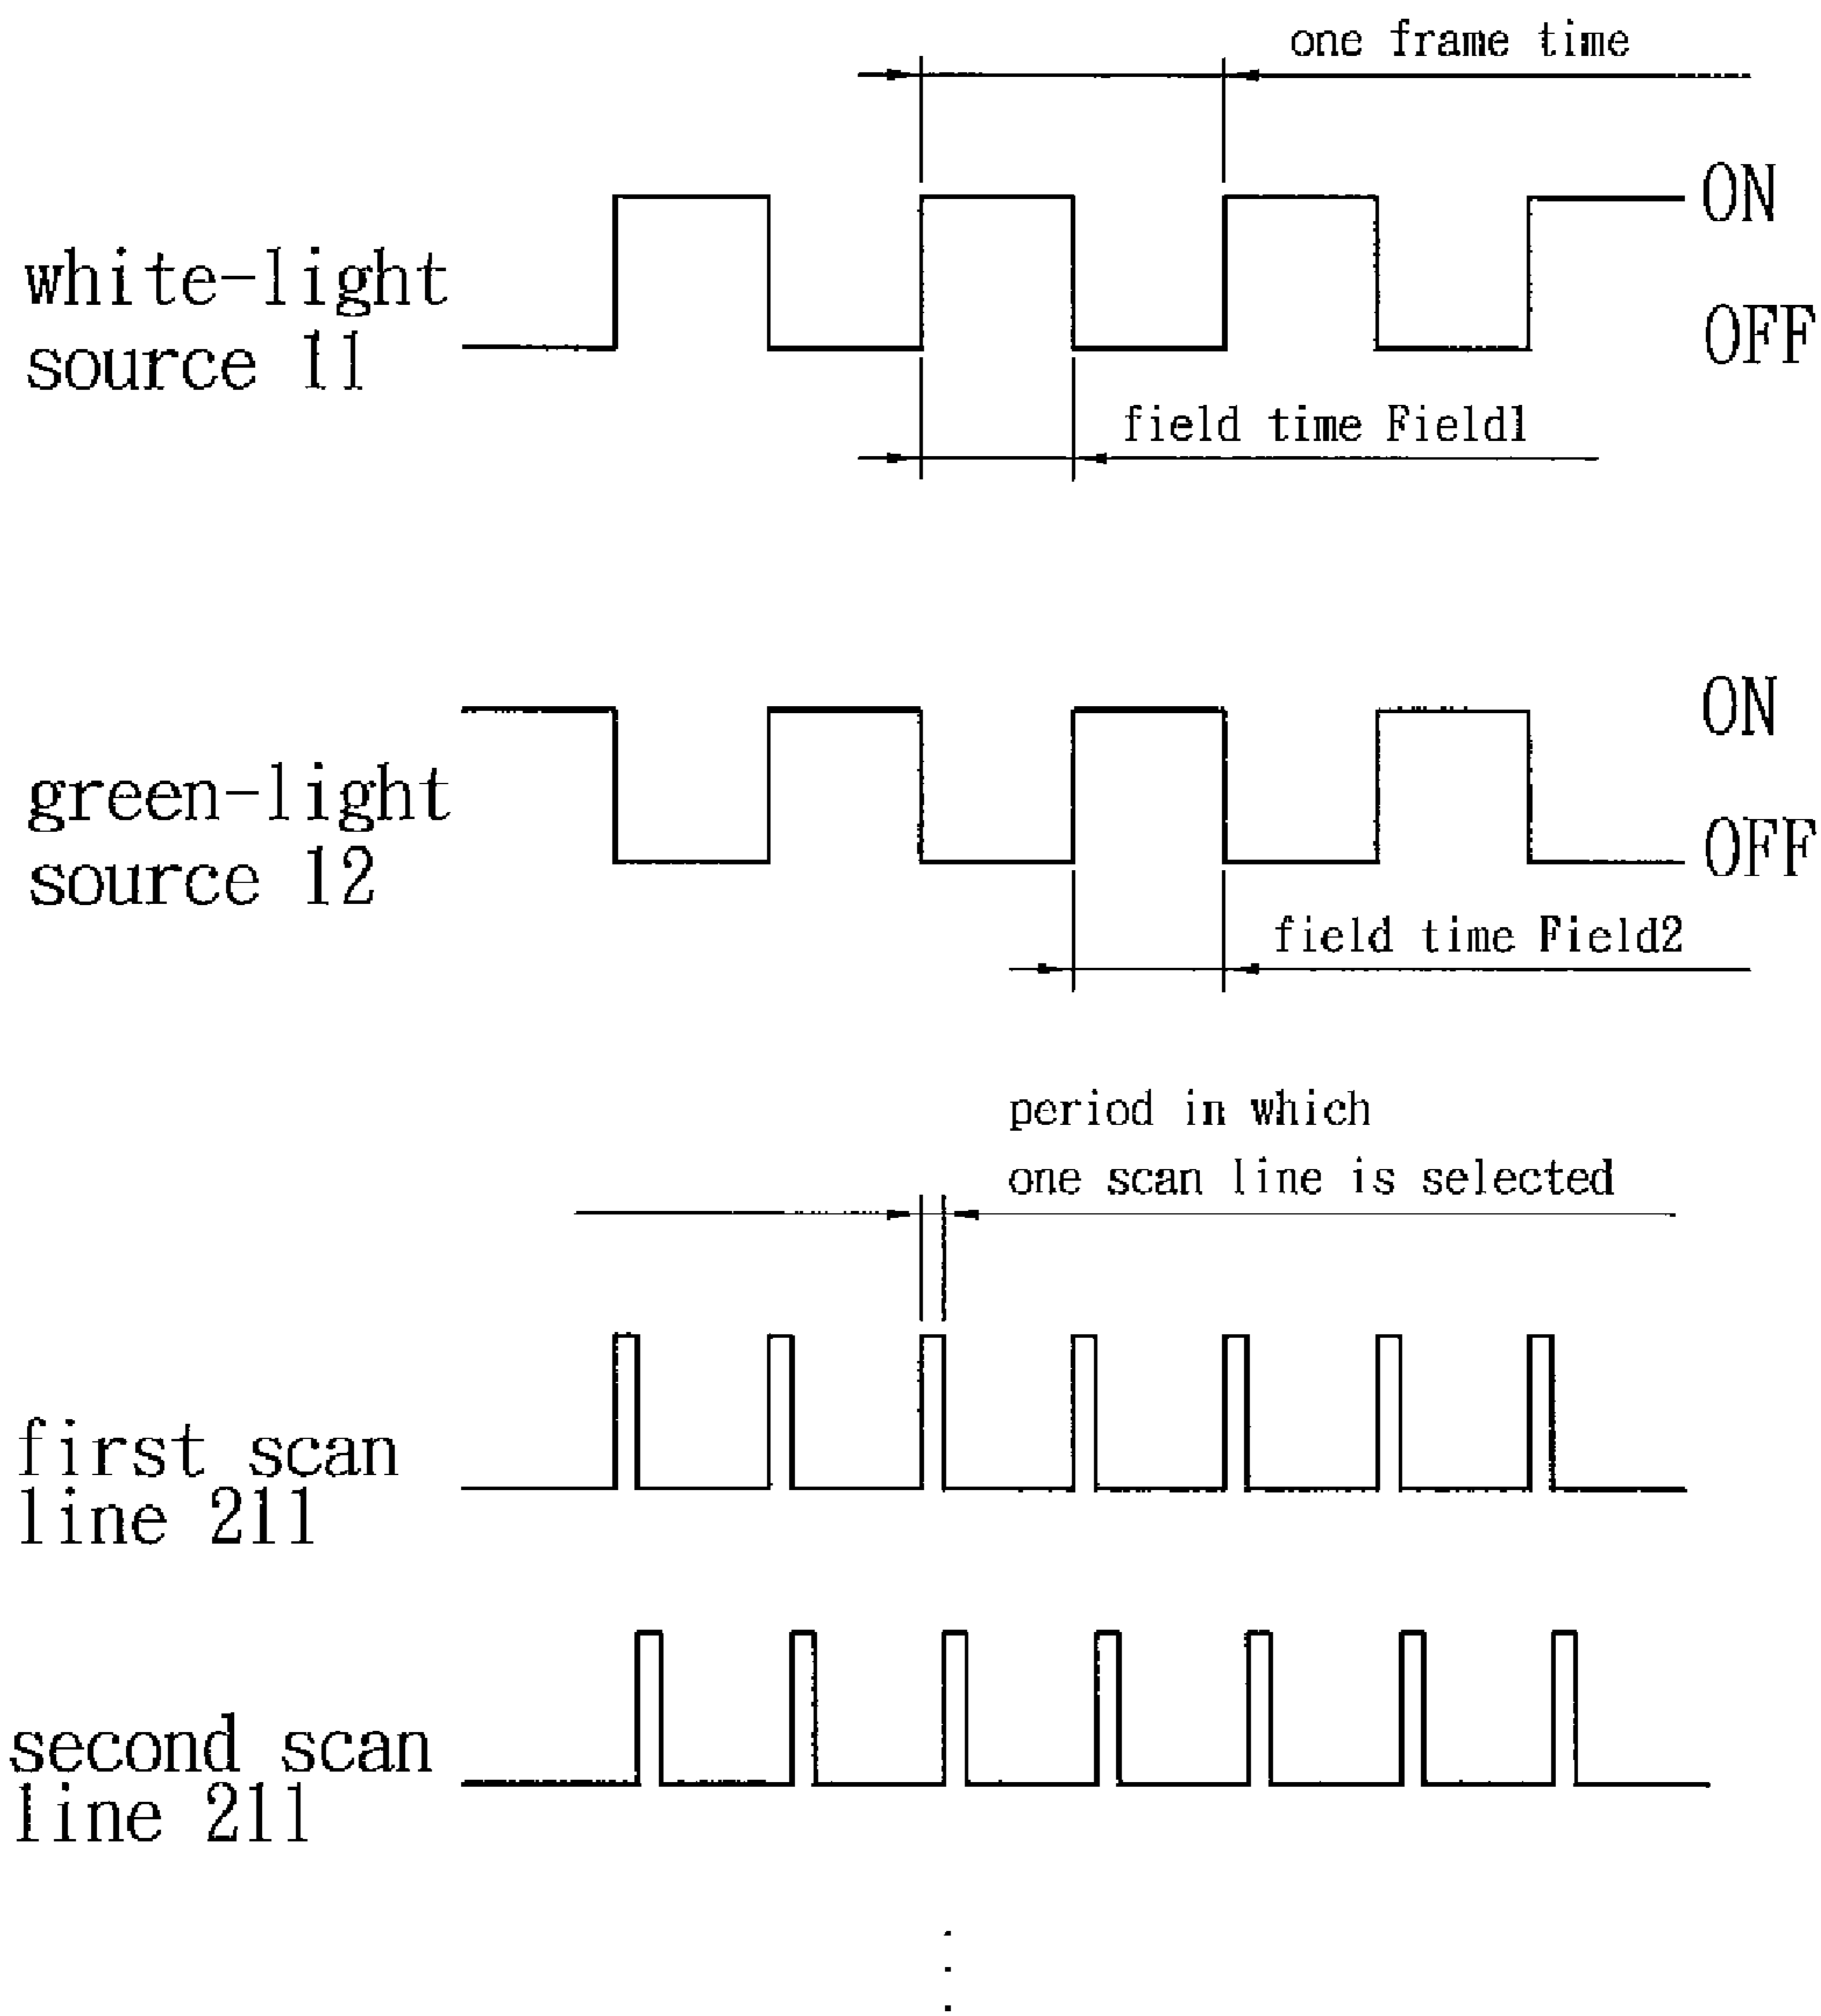 one frame time
ON
white-light
source 11
OFF
field time Field1
ON
green-light
source 12
OFF
field time Field2
period in which
one scan line is selected
first scan
line 211
second scan
line 211